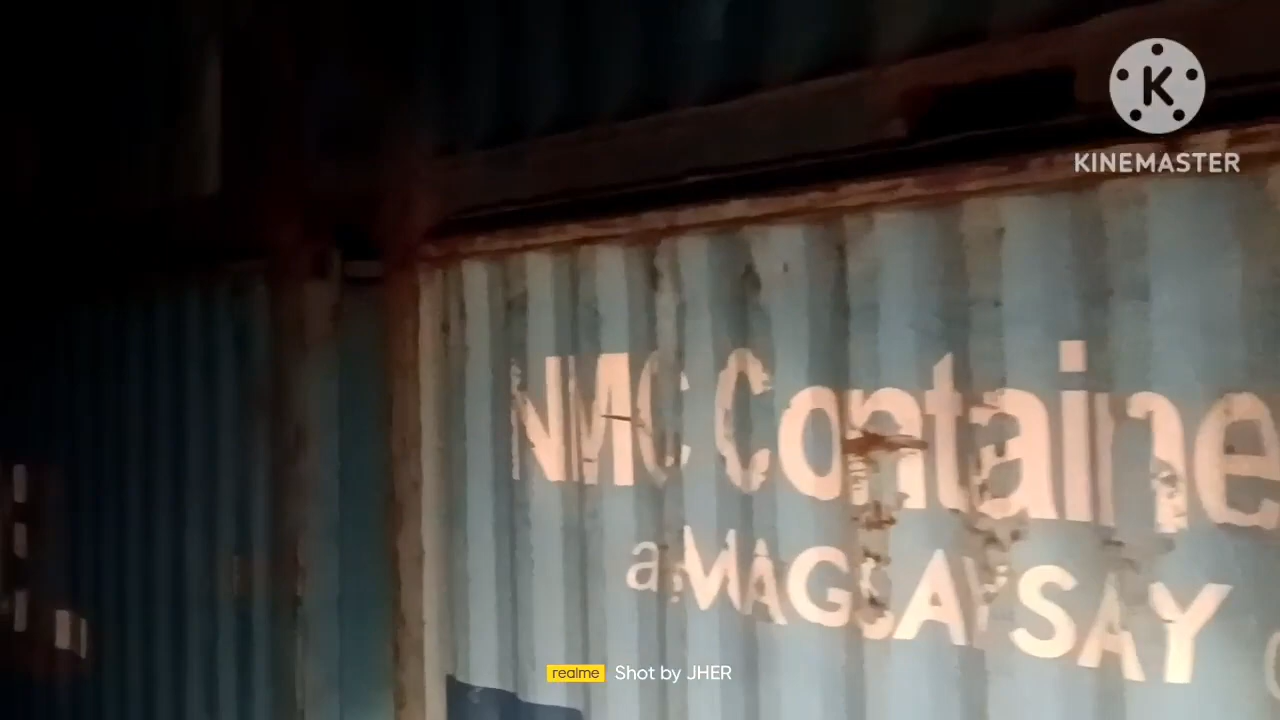 K
KINEMASTER
NMC Containe
a MAGSAYSAY
realme Shot by JHER